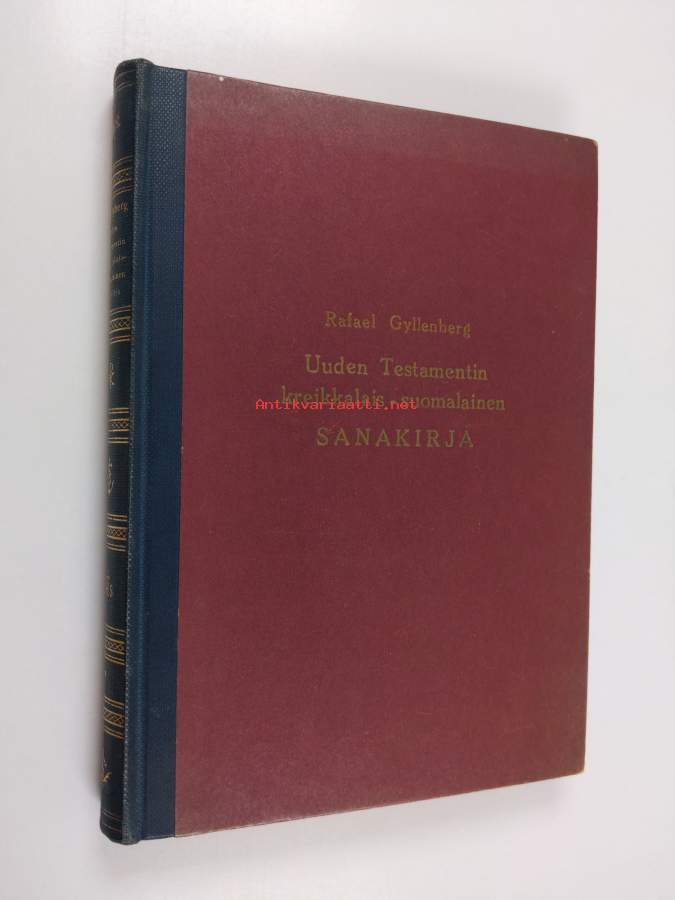 Rafael Gyllenberg
Uuden Testamentin
kreikkalais-suomalainen
SANAKIRJA
Antikvariaatti.net